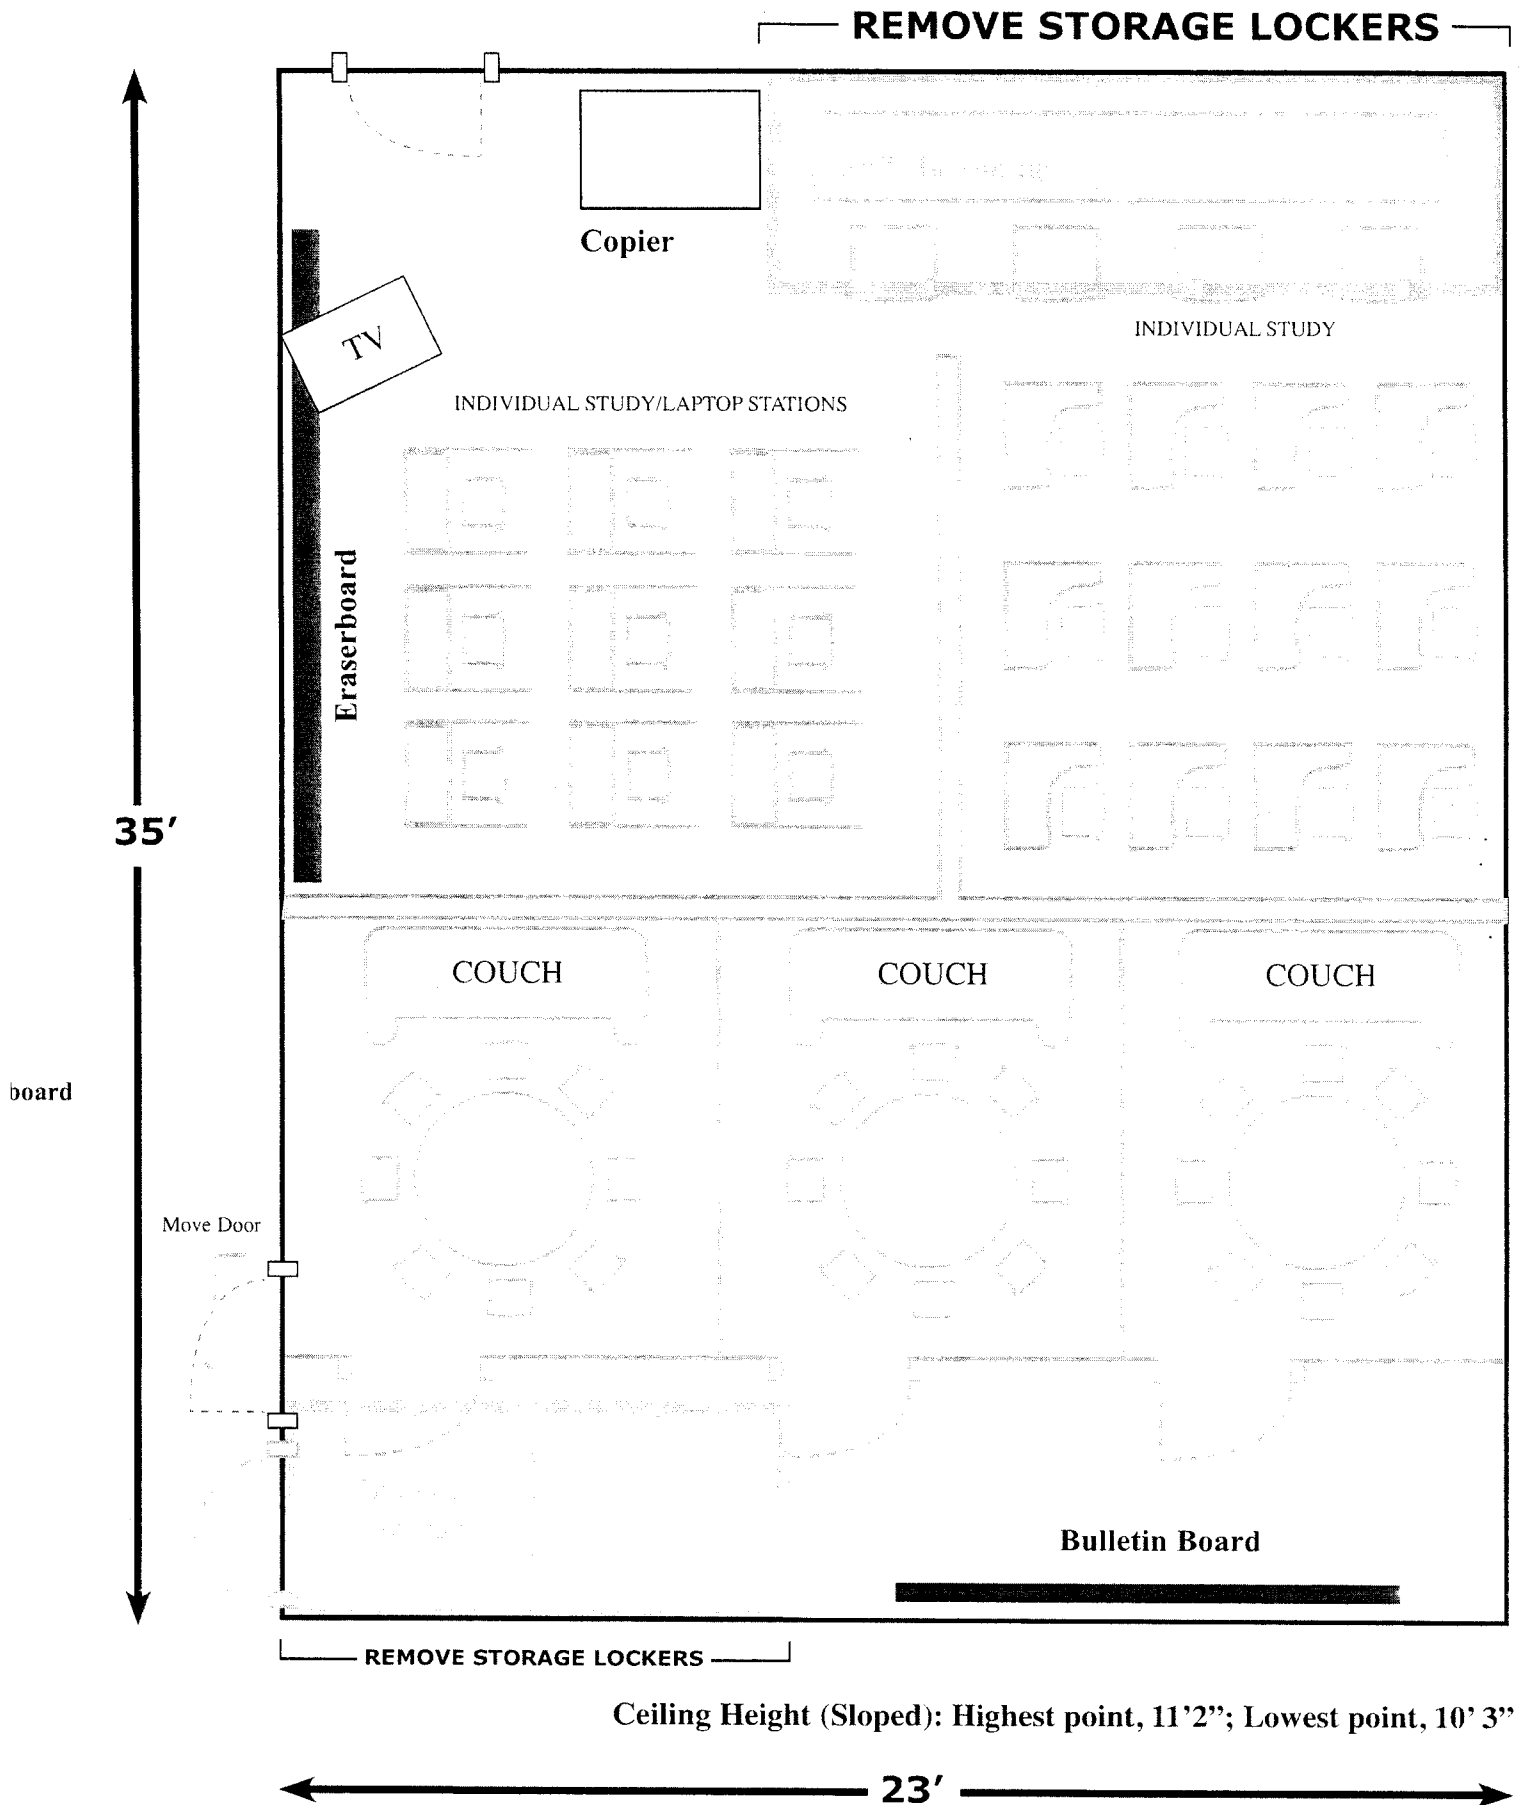 REMOVE STORAGE LOCKERS
Copier
TV
INDIVIDUAL STUDY
INDIVIDUAL STUDY/LAPTOP STATIONS
Eraserboard
35’
COUCH COUCH COUCH
board
Move Door
Bulletin Board
REMOVE STORAGE LOCKERS
Ceiling Height (Sloped): Highest point, 11’2”; Lowest point, 10’ 3”
23’